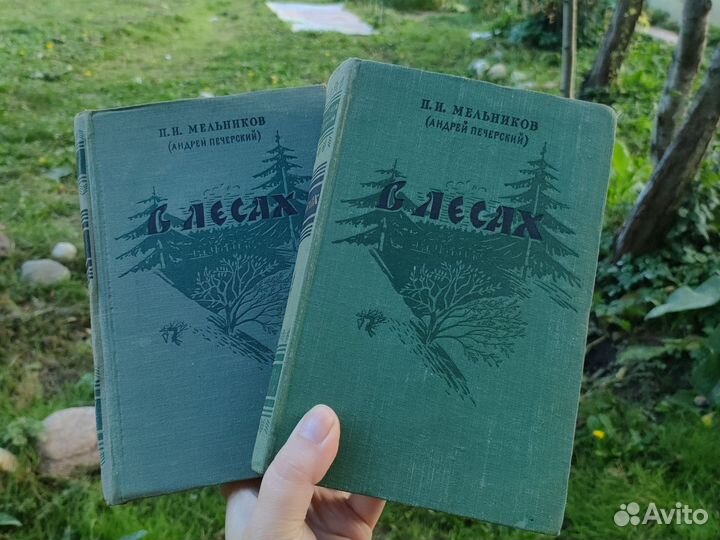 П.И. МЕЛЬНИКОВ
(АНДРЕЙ ПЕЧЕРСКИЙ)
В ЛЕСАХ
П.И. МЕЛЬНИКОВ
(АНДРЕЙ ПЕЧЕРСКИЙ)
В ЛЕСАХ
Avito